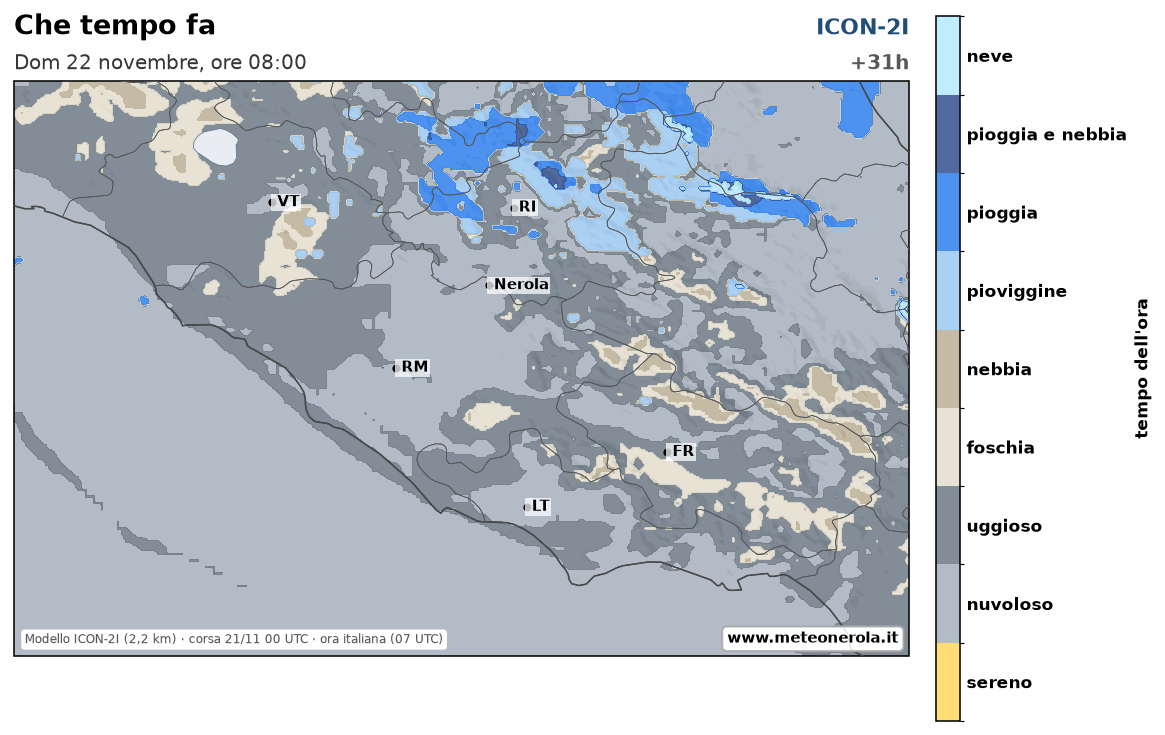 Che tempo fa
ICON-2I
Dom 22 novembre, ore 08:00
+31h
neve
pioggia e nebbia
pioggia
pioviggine
nebbia
foschia
uggioso
nuvoloso
sereno
tempo dell'ora
VT
RI
Nerola
RM
FR
LT
Modello ICON-2I (2,2 km) · corsa 21/11 00 UTC · ora italiana (07 UTC)
www.meteonerola.it